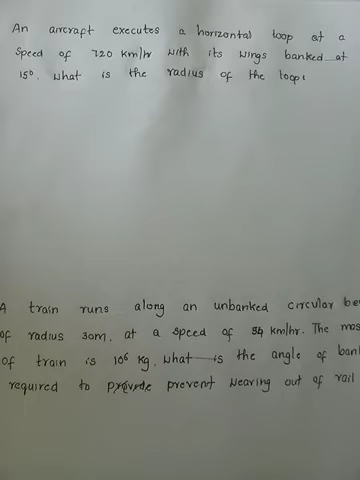 An aircraft executes a horizontal loop at a
speed of 720 km/hr with its wings banked at
15°. What is the radius of the loop?
A train runs along an unbanked circular be
of radius 30m, at a speed of 54 km/hr. The mas
of train is 10⁶ kg. What is the angle of ban
required to prevent wearing out of rail